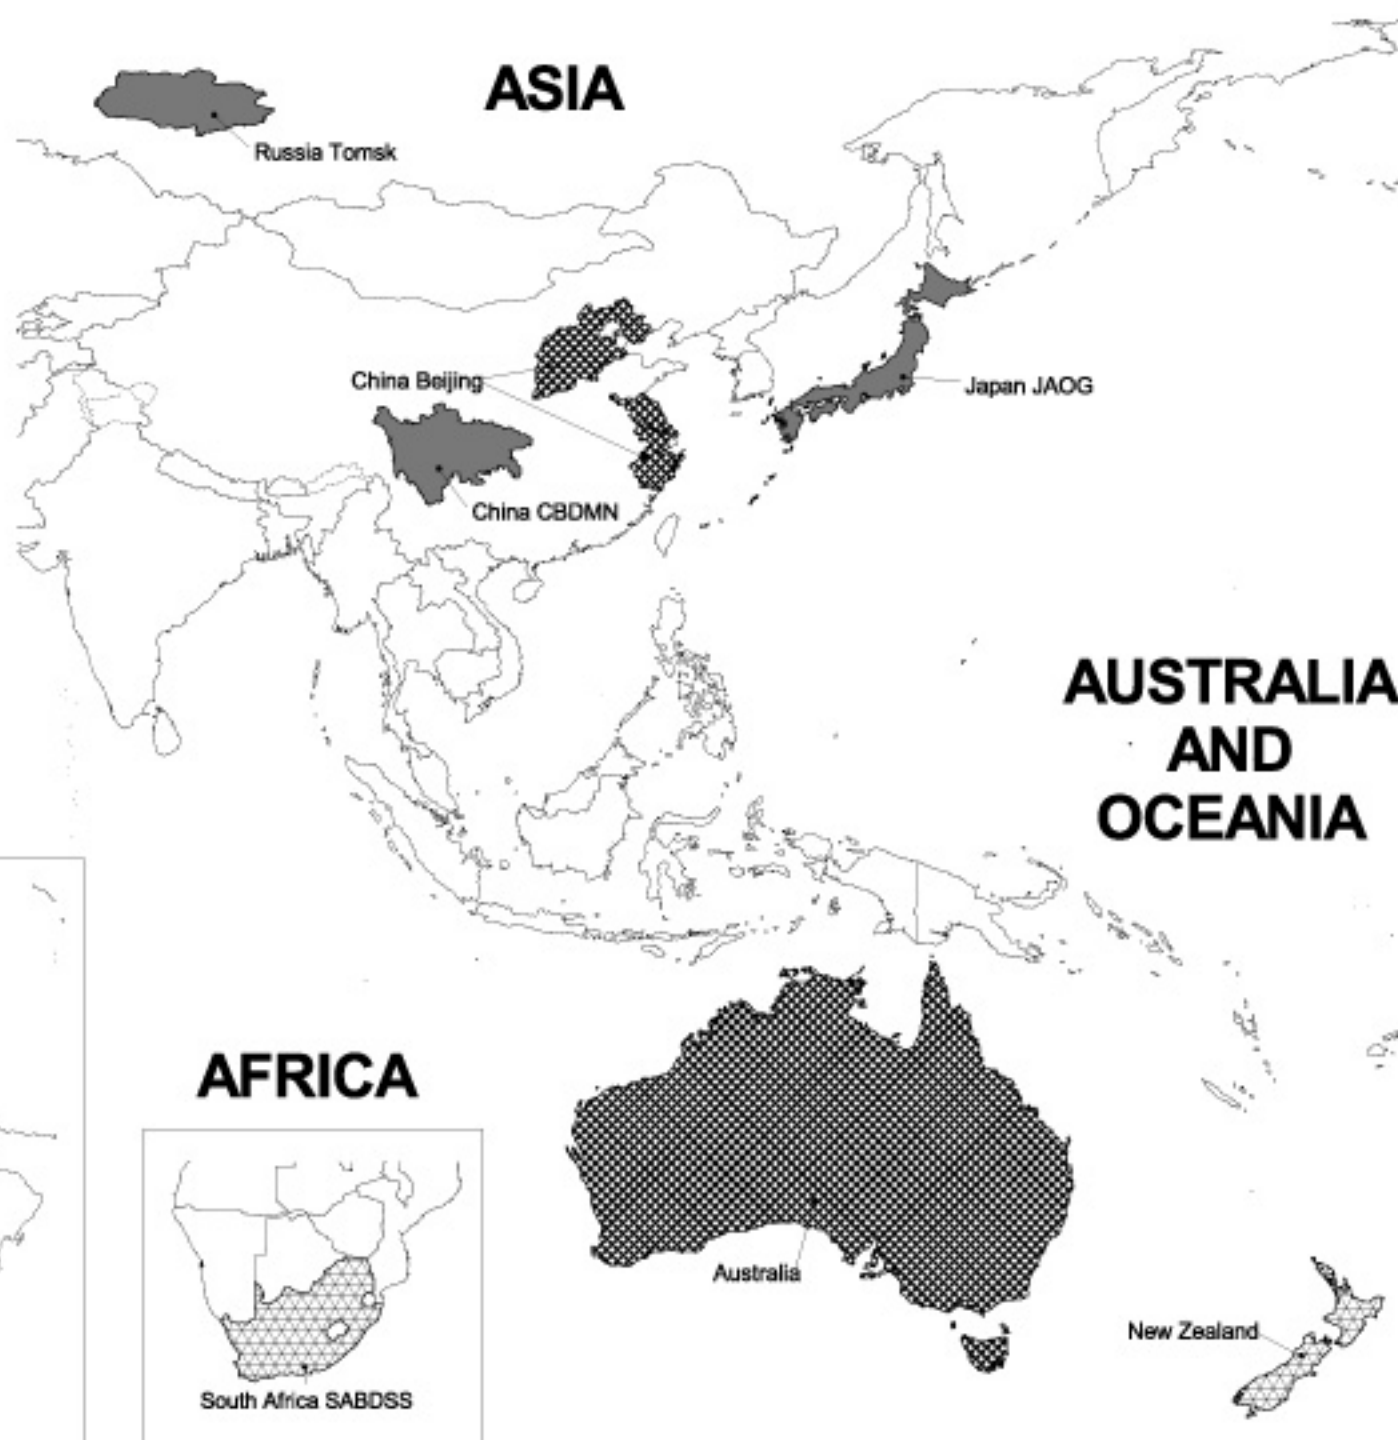 ASIA
Russia Tomsk
China Beijing
Japan JAOG
China CBDMN
AUSTRALIA
AND
OCEANIA
AFRICA
Australia
New Zealand
South Africa SABDSS